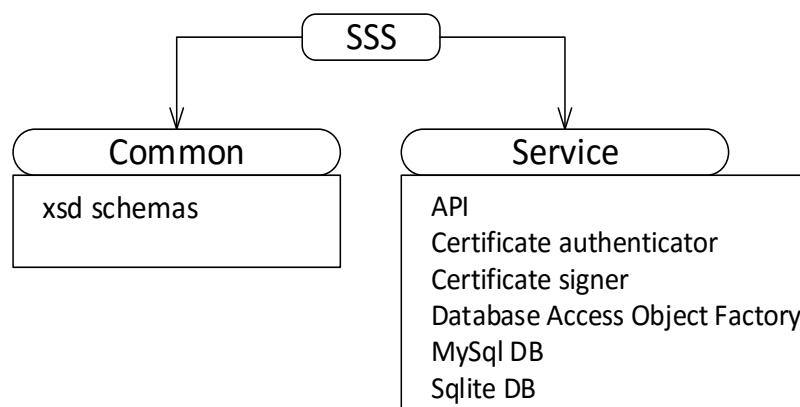 SSS
Common
Service
xsd schemas
API
Certificate authenticator
Certificate signer
Database Access Object Factory
MySql DB
Sqlite DB